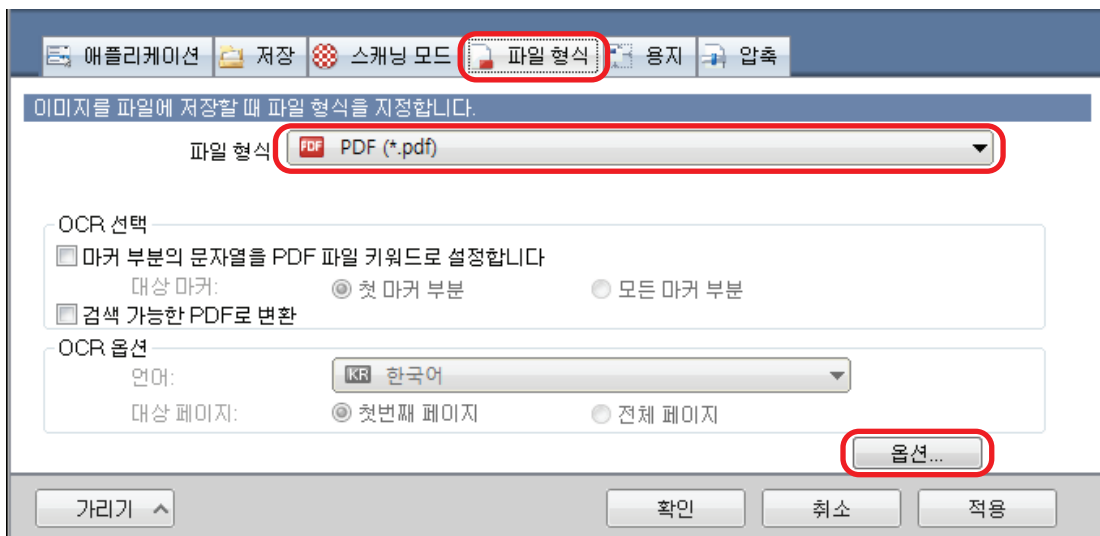 애플리케이션 저장 스캐닝 모드 파일 형식 용지 압축
이미지를 파일에 저장할 때 파일 형식을 지정합니다.
파일 형식 PDF PDF (*.pdf)
OCR 선택
마커 부분의 문자열을 PDF 파일 키워드로 설정합니다
대상 마커: 첫 마커 부분 모든 마커 부분
검색 가능한 PDF로 변환
OCR 옵션
언어: KR 한국어
대상 페이지: 첫번째 페이지 전체 페이지
옵션...
가리기 확인 취소 적용